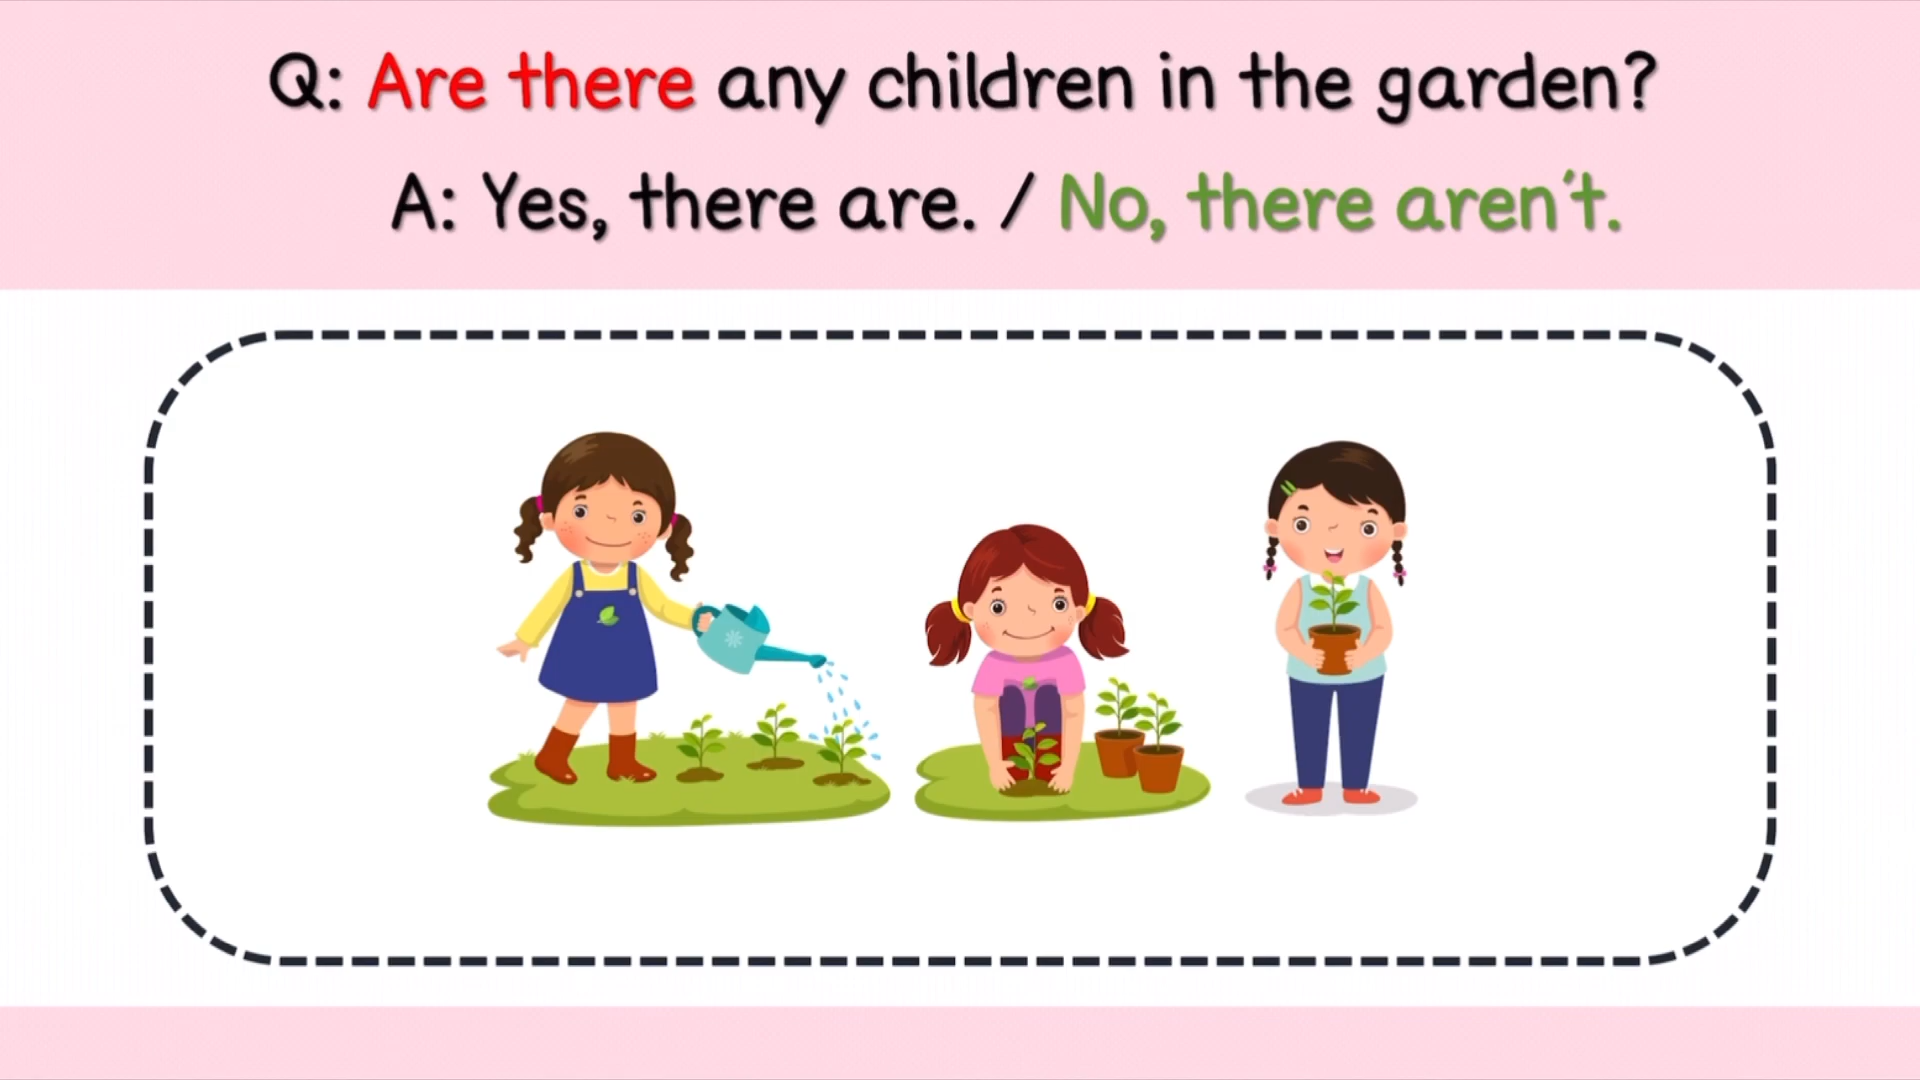 Q: Are there any children in the garden?
A: Yes, there are. / No, there aren't.